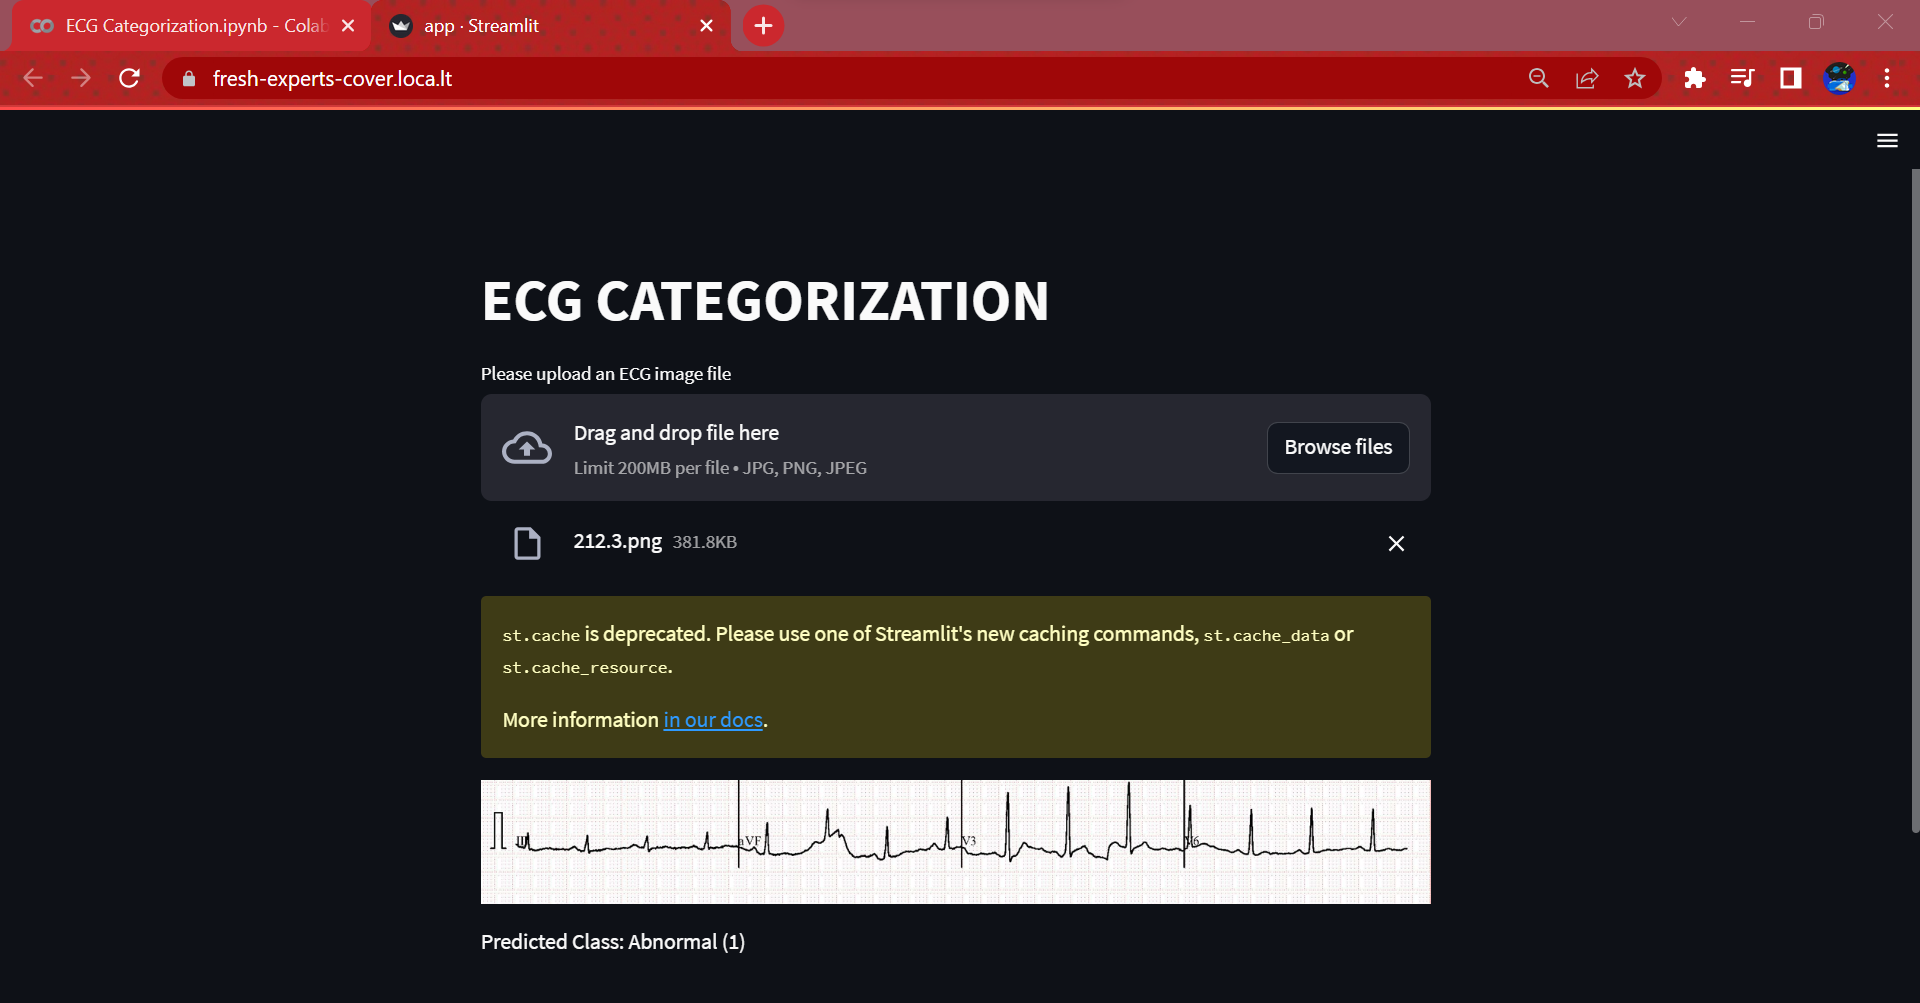 ECG Categorization.ipynb - Colab
app · Streamlit
fresh-experts-cover.loca.lt
ECG CATEGORIZATION
Please upload an ECG image file
Drag and drop file here
Limit 200MB per file • JPG, PNG, JPEG
Browse files
212.3.png 381.8KB
st.cache is deprecated. Please use one of Streamlit's new caching commands, st.cache_data or
st.cache_resource.
More information in our docs.
III aVF V3 V6
Predicted Class: Abnormal (1)